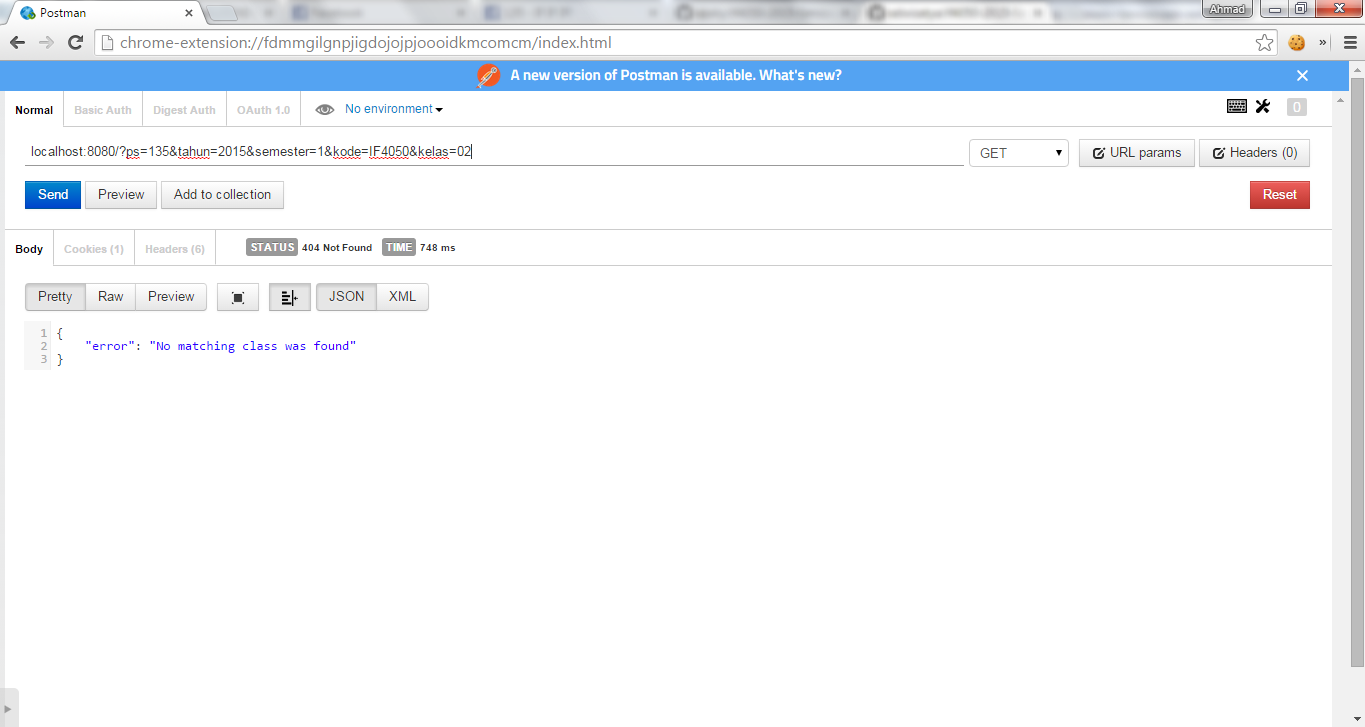 Postman
Ahmad
chrome-extension://fdmmgilgnpjigdojojpjoooidkmcomcm/index.html
A new version of Postman is available. What's new?
Normal Basic Auth Digest Auth OAuth 1.0 No environment 0
localhost:8080/?ps=135&tahun=2015&semester=1&kode=IF4050&kelas=02 GET URL params Headers (0)
Send Preview Add to collection Reset
Body Cookies (1) Headers (6) STATUS 404 Not Found TIME 748 ms
Pretty Raw Preview JSON XML
1 {
2 "error": "No matching class was found"
3 }